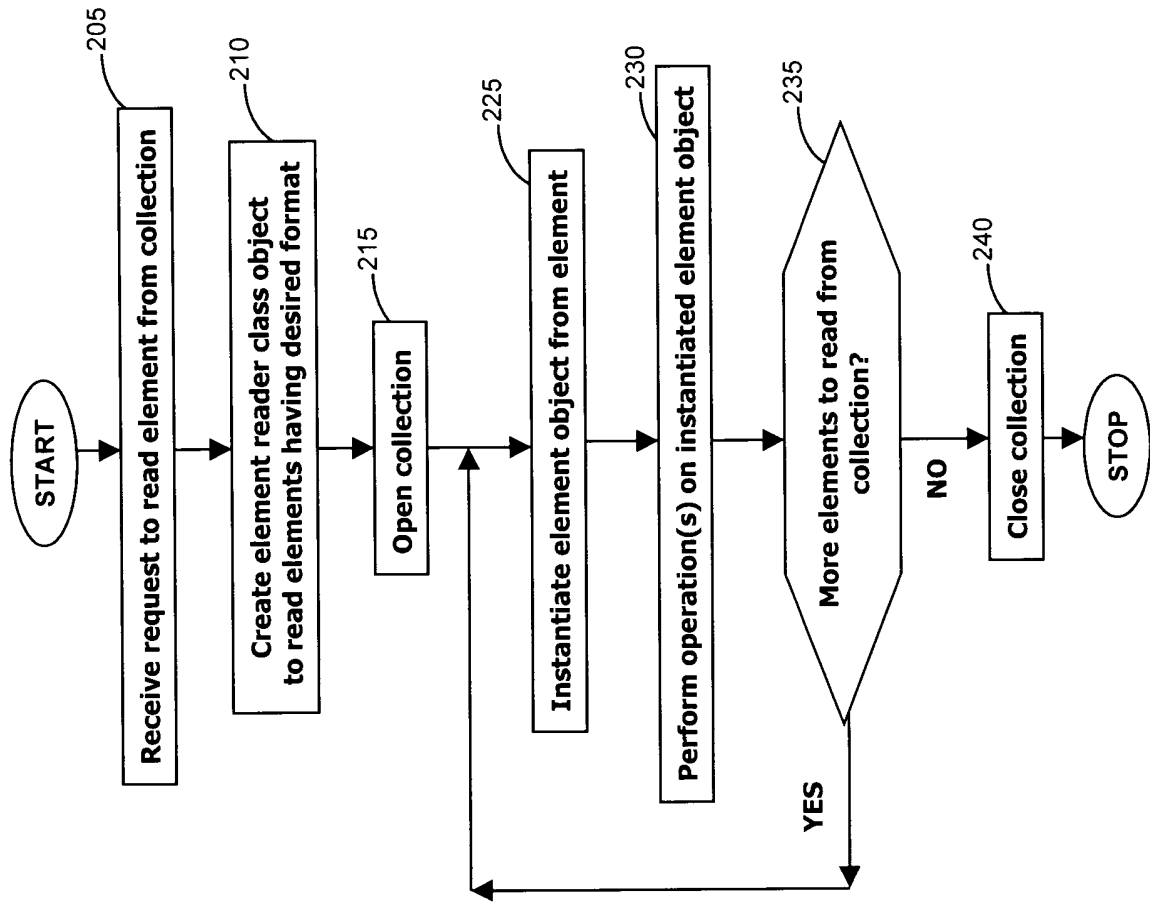 START
205
Receive request to read element from collection
210
Create element reader class object
to read elements having desired format
215
Open collection
225
Instantiate element object from element
230
Perform operation(s) on instantiated element object
235
More elements to read from
collection?
YES
NO
240
Close collection
STOP